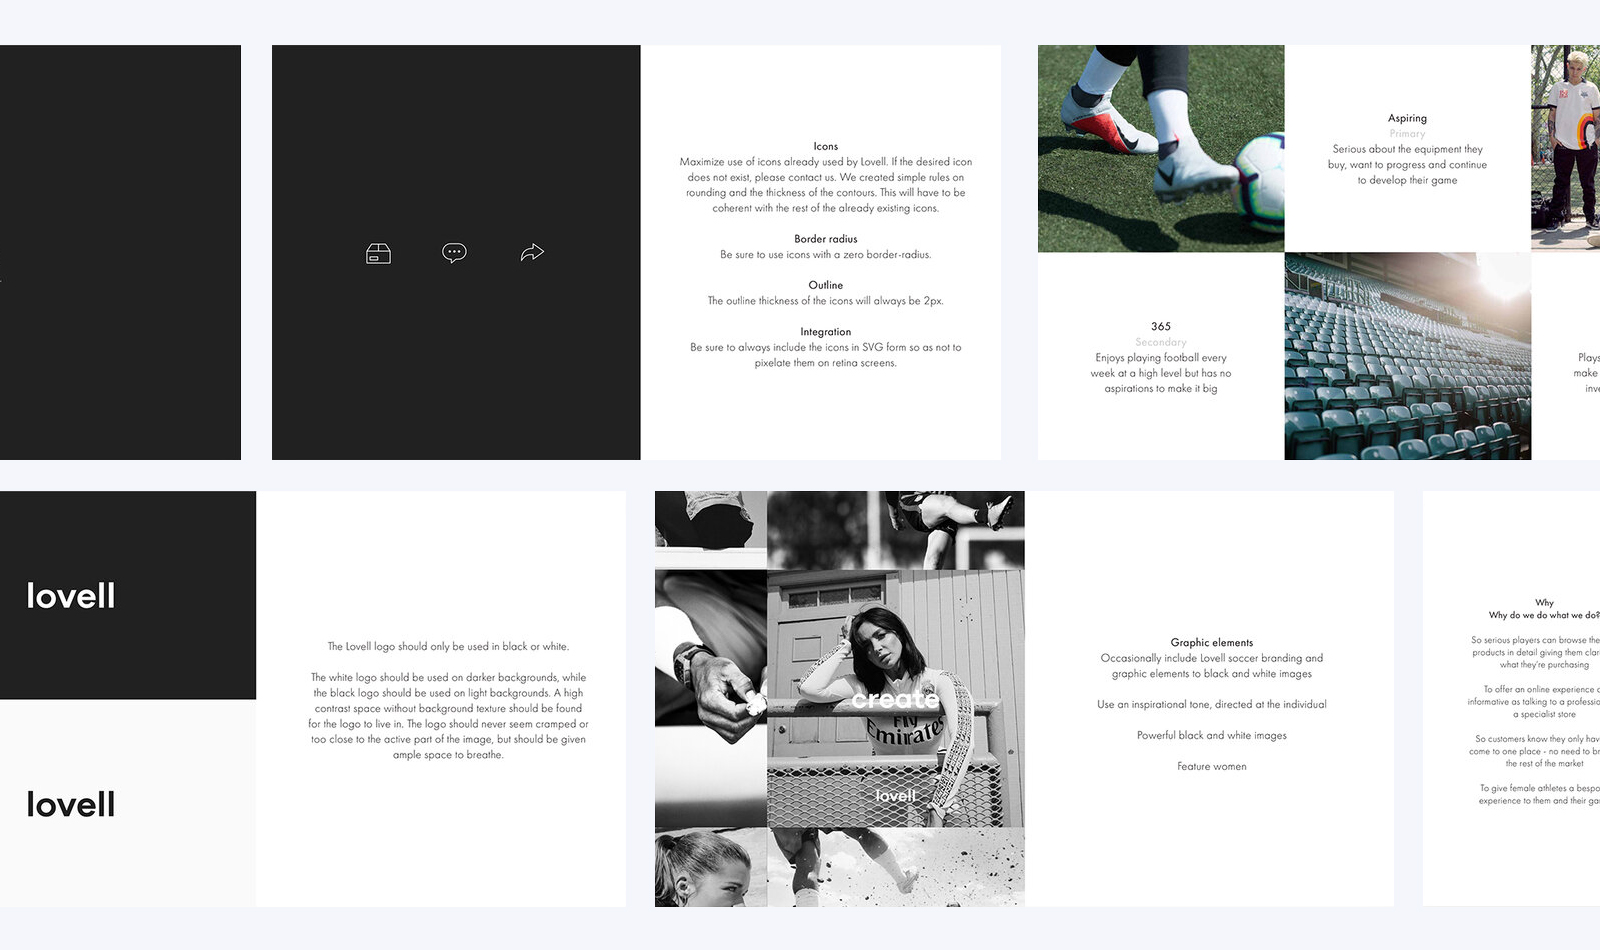 Icons
Maximize use of icons already used by Lovell. If the desired icon
does not exist, please contact us. We created simple rules on
rounding and the thickness of the contours. This will have to be
coherent with the rest of the already existing icons.
Border radius
Be sure to use icons with a zero border-radius.
Outline
The outline thickness of the icons will always be 2px.
Integration
Be sure to always include the icons in SVG form so as not to
pixelate them on retina screens.
Aspiring
Primary
Serious about the equipment they
buy, want to progress and continue
to develop their game
365
Secondary
Enjoys playing football every
week at a high level but has no
aspirations to make it big
Plays
make
lovell
lovell
The Lovell logo should only be used in black or white.
The white logo should be used on darker backgrounds, while
the black logo should be used on light backgrounds. A high
contrast space without background texture should be found
for the logo to live in. The logo should never seem cramped or
too close to the active part of the image, but should be given
ample space to breathe.
create
Fly
Emirates
lovell
Graphic elements
Occasionally include Lovell soccer branding and
graphic elements to black and white images
Use an inspirational tone, directed at the individual
Powerful black and white images
Feature women
Why
Why do we do what we do?
So serious players can browse the
products in detail giving them
what they're purchasing
To offer an online experience
informative as talking to a
a specialist store
So customers know they only
come to one place - no need to
the rest of the market
To give female athletes a
experience to them and their